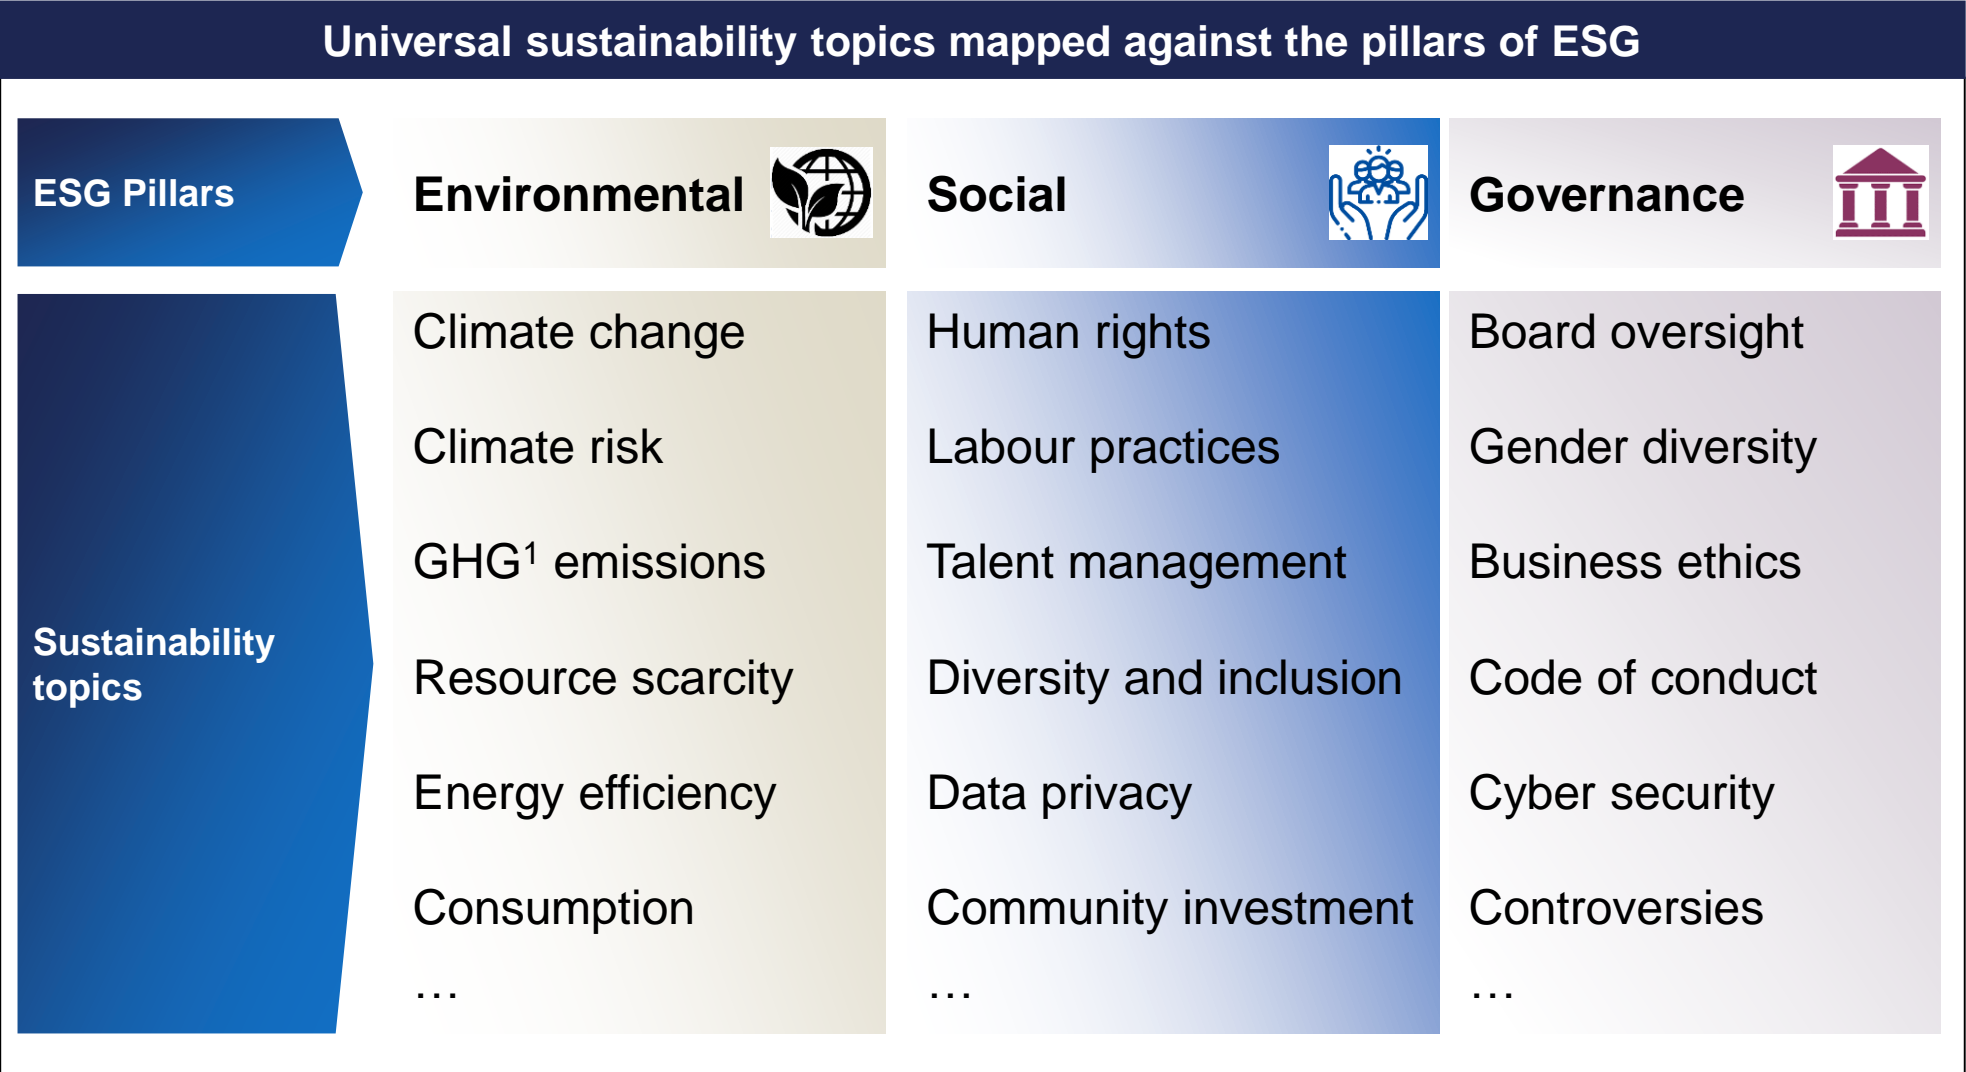 Universal sustainability topics mapped against the pillars of ESG
ESG Pillars
Environmental
Social
Governance
Sustainability
topics
Climate change
Climate risk
GHG¹ emissions
Resource scarcity
Energy efficiency
Consumption
…
Human rights
Labour practices
Talent management
Diversity and inclusion
Data privacy
Community investment
…
Board oversight
Gender diversity
Business ethics
Code of conduct
Cyber security
Controversies
…